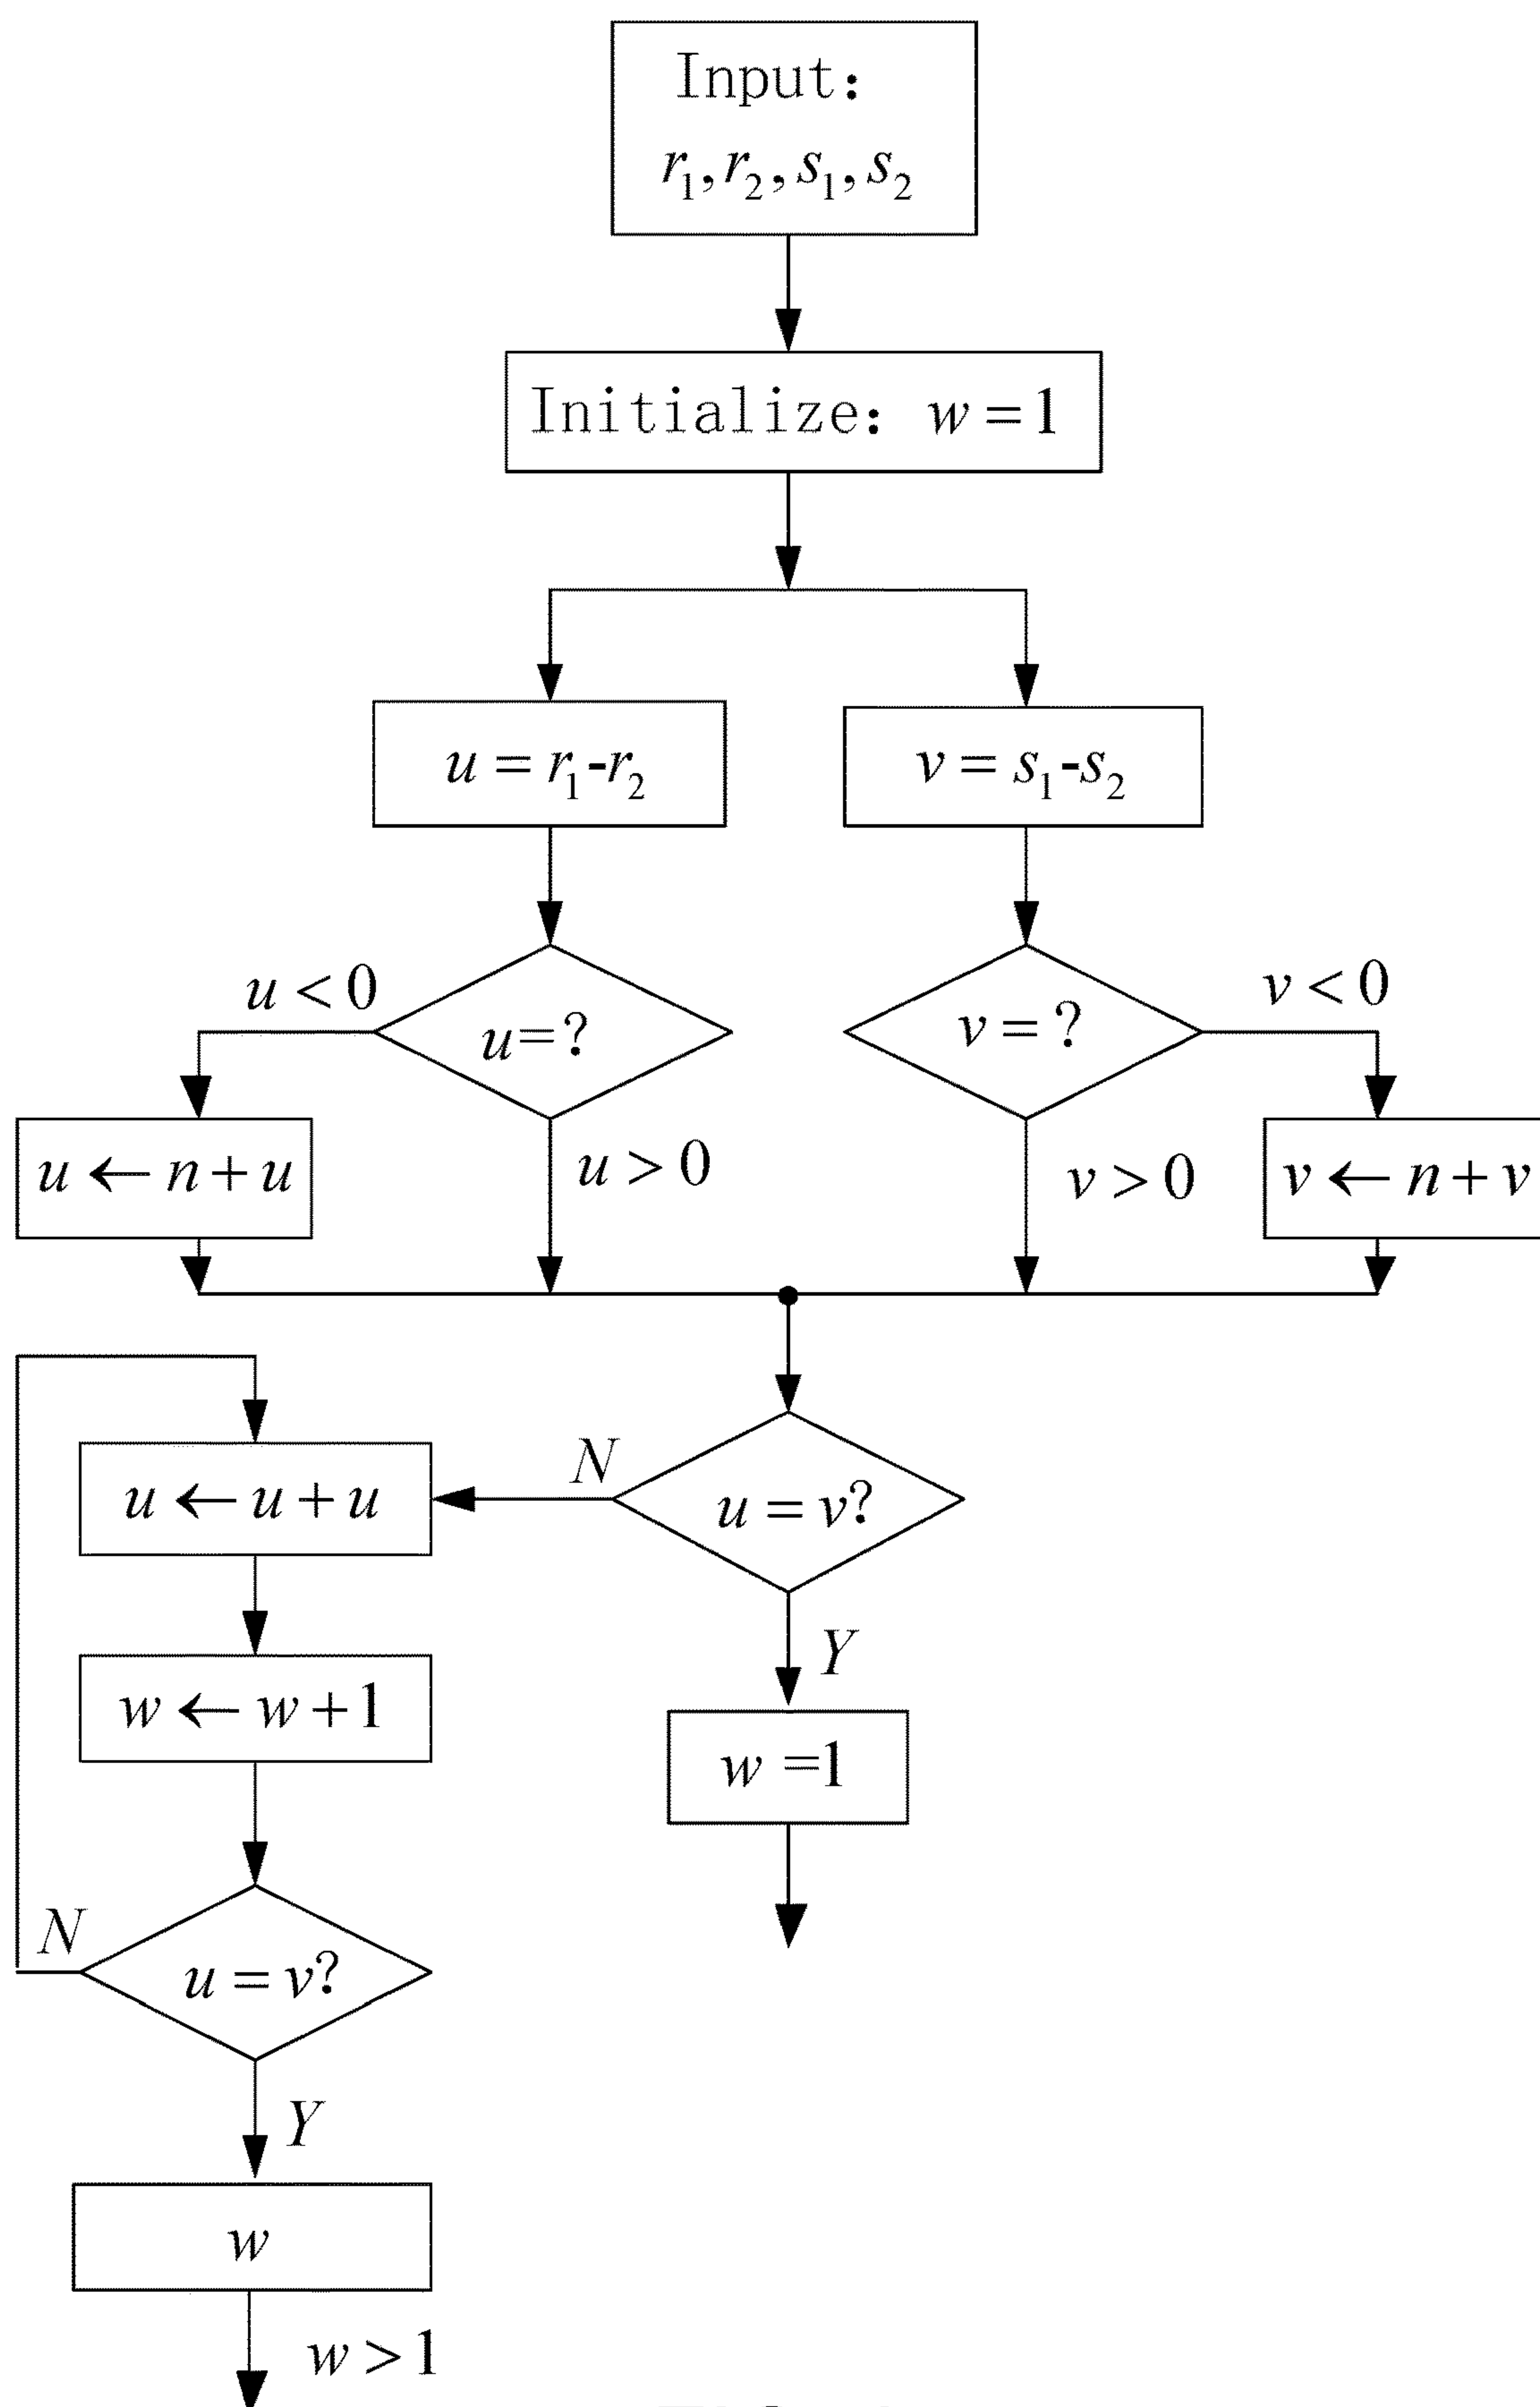 Input:
r₁, r₂, s₁, s₂
Initialize: w = 1
u = r₁-r₂
v = s₁-s₂
u < 0
u=?
v = ?
v < 0
u ← n + u
u > 0
v > 0
v ← n + v
u ← u + u
N
u = v?
w ← w + 1
Y
w =1
N
u = v?
Y
w
w > 1